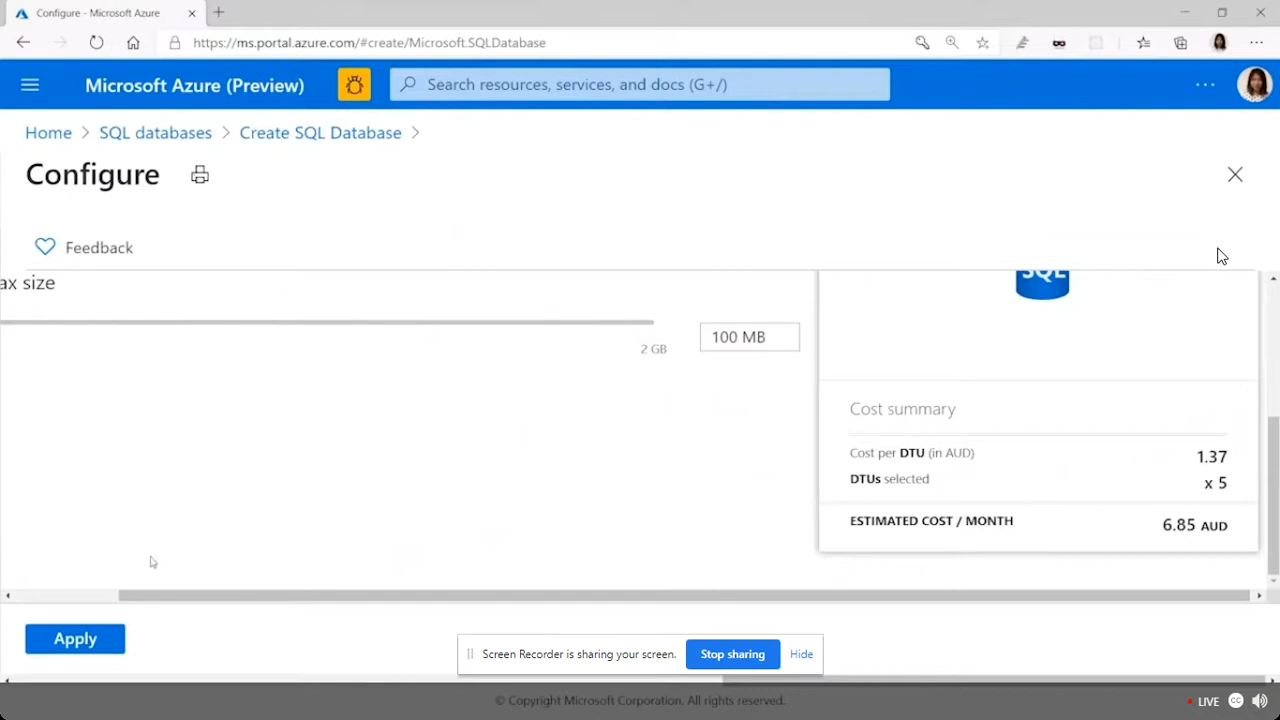 Configure - Microsoft Azure
https://ms.portal.azure.com/#create/Microsoft.SQLDatabase
Microsoft Azure (Preview)
Search resources, services, and docs (G+/)
Home > SQL databases > Create SQL Database >
Configure
Feedback
ax size
SQL
2 GB
100 MB
Cost summary
Cost per DTU (in AUD) 1.37
DTUs selected x 5
ESTIMATED COST / MONTH 6.85 AUD
Apply
Screen Recorder is sharing your screen. Stop sharing Hide
© Copyright Microsoft Corporation. All rights reserved.
LIVE CC